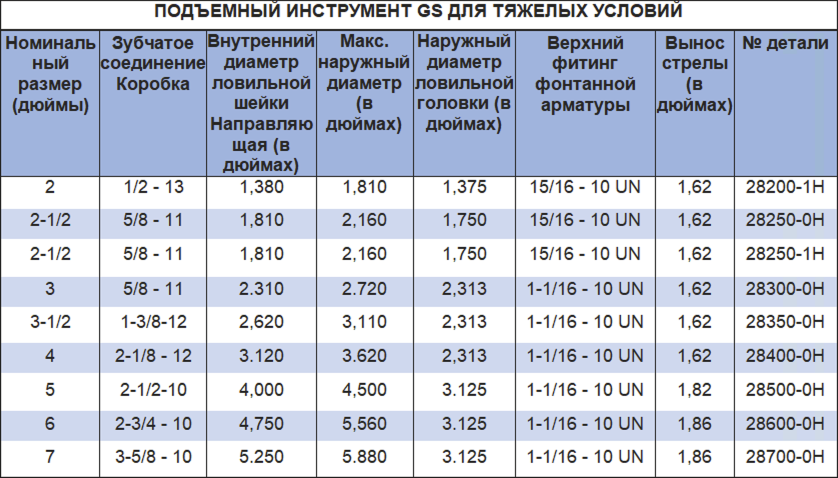 ПОДЪЕМНЫЙ ИНСТРУМЕНТ GS ДЛЯ ТЯЖЕЛЫХ УСЛОВИЙ
Номиналь
ный
размер
(дюймы)
Зубчатое
соединение
Коробка
Внутренний
диаметр
ловильной
шейки
Направляю
щая (в
дюймах)
Макс.
наружный
диаметр
(в
дюймах)
Наружный
диаметр
ловильной
головки (в
дюймах)
Верхний
фитинг
фонтанной
арматуры
Вынос
стрелы
(в
дюймах)
№ детали
2 1/2 - 13 1,380 1,810 1,375 15/16 - 10 UN 1,62 28200-1H
2-1/2 5/8 - 11 1,810 2,160 1,750 15/16 - 10 UN 1,62 28250-0H
2-1/2 5/8 - 11 1,810 2,160 1,750 15/16 - 10 UN 1,62 28250-1H
3 5/8 - 11 2.310 2.720 2,313 1-1/16 - 10 UN 1,62 28300-0H
3-1/2 1-3/8-12 2,620 3,110 2,313 1-1/16 - 10 UN 1,62 28350-0H
4 2-1/8 - 12 3.120 3.620 2,313 1-1/16 - 10 UN 1,62 28400-0H
5 2-1/2-10 4,000 4,500 3.125 1-1/16 - 10 UN 1,82 28500-0H
6 2-3/4 - 10 4,750 5,560 3.125 1-1/16 - 10 UN 1,86 28600-0H
7 3-5/8 - 10 5.250 5.880 3.125 1-1/16 - 10 UN 1,86 28700-0H